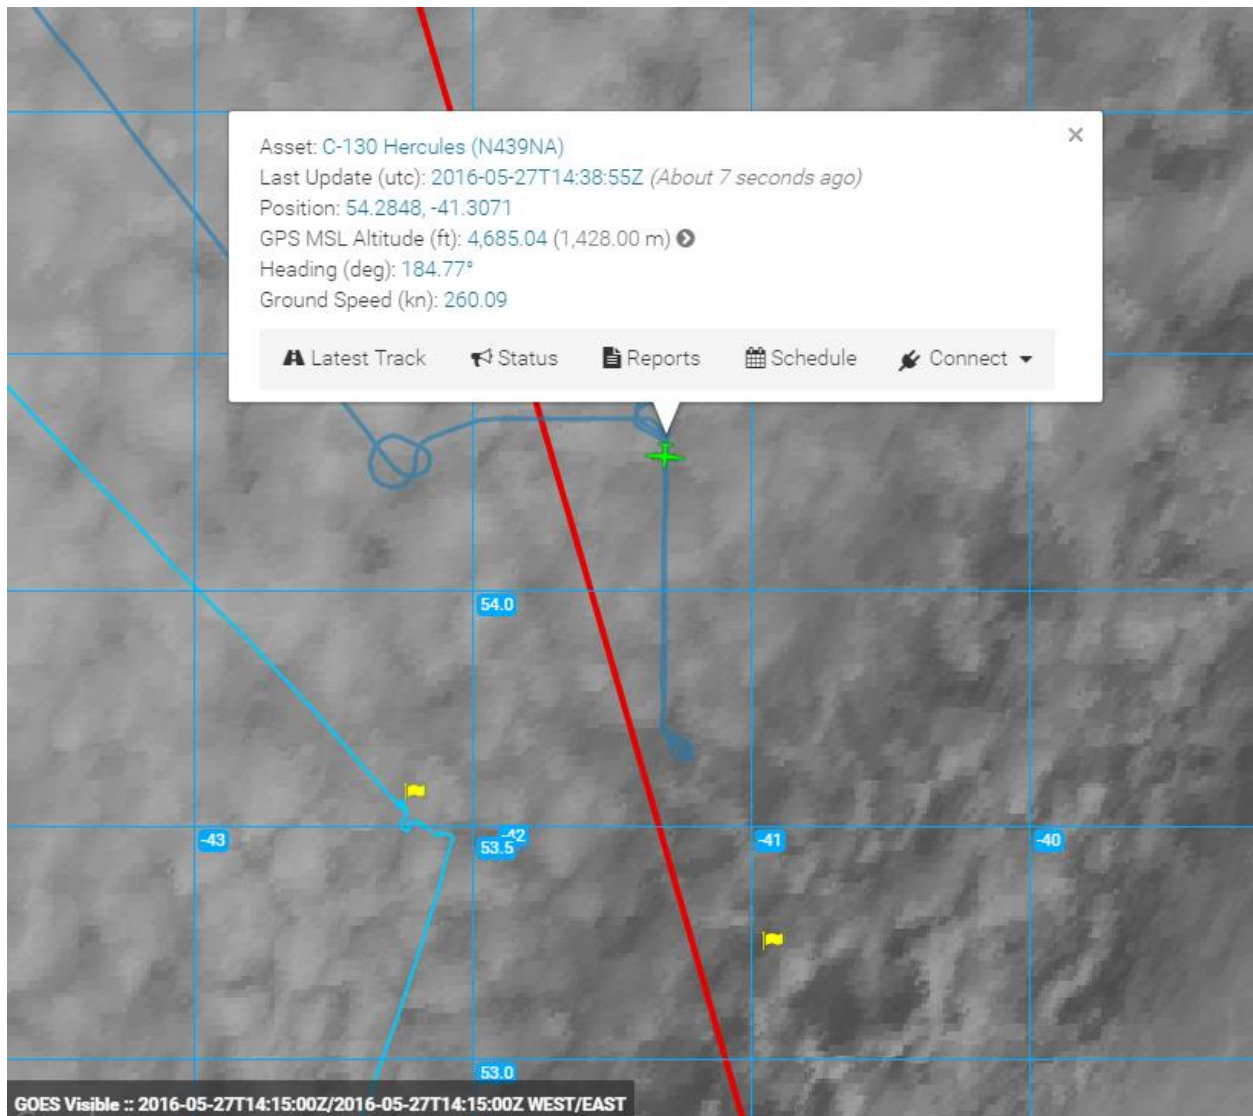 ×
Asset: C-130 Hercules (N439NA)
Last Update (utc): 2016-05-27T14:38:55Z (About 7 seconds ago)
Position: 54.2848, -41.3071
GPS MSL Altitude (ft): 4,685.04 (1,428.00 m)
Heading (deg): 184.77°
Ground Speed (kn): 260.09
Latest Track Status Reports Schedule Connect
54.0
-43 -42 -41 -40
53.5
53.0
GOES Visible :: 2016-05-27T14:15:00Z/2016-05-27T14:15:00Z WEST/EAST